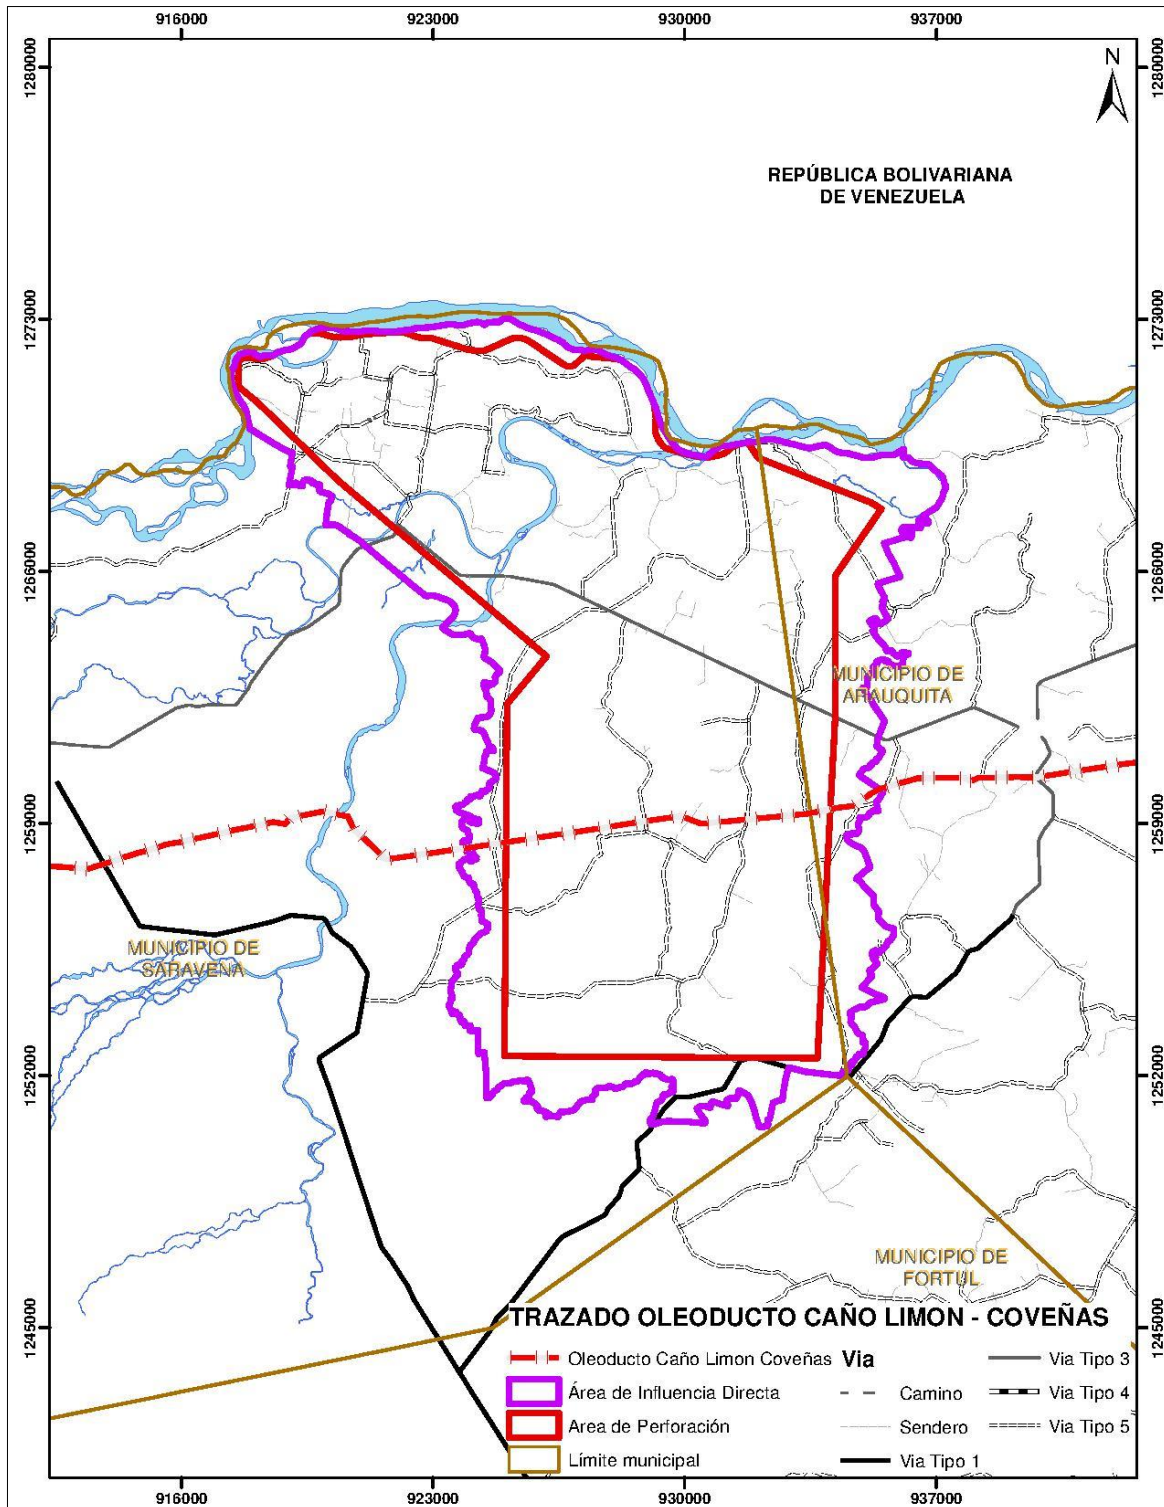 916000 923000 930000 937000
1280000 1280000
N
REPÚBLICA BOLIVARIANA
DE VENEZUELA
1273000 1273000
1266000 1266000
MUNICIPIO DE
ARAUQUITA
1259000 1259000
MUNICIPIO DE
SARAVENA
1252000 1252000
MUNICIPIO DE
FORTUL
1245000 1245000
TRAZADO OLEODUCTO CAÑO LIMON - COVEÑAS
Oleoducto Caño Limon Coveñas
Área de Influencia Directa
Area de Perforación
Límite municipal
Via
Camino
Sendero
Via Tipo 1
Via Tipo 3
Via Tipo 4
Via Tipo 5
916000 923000 930000 937000